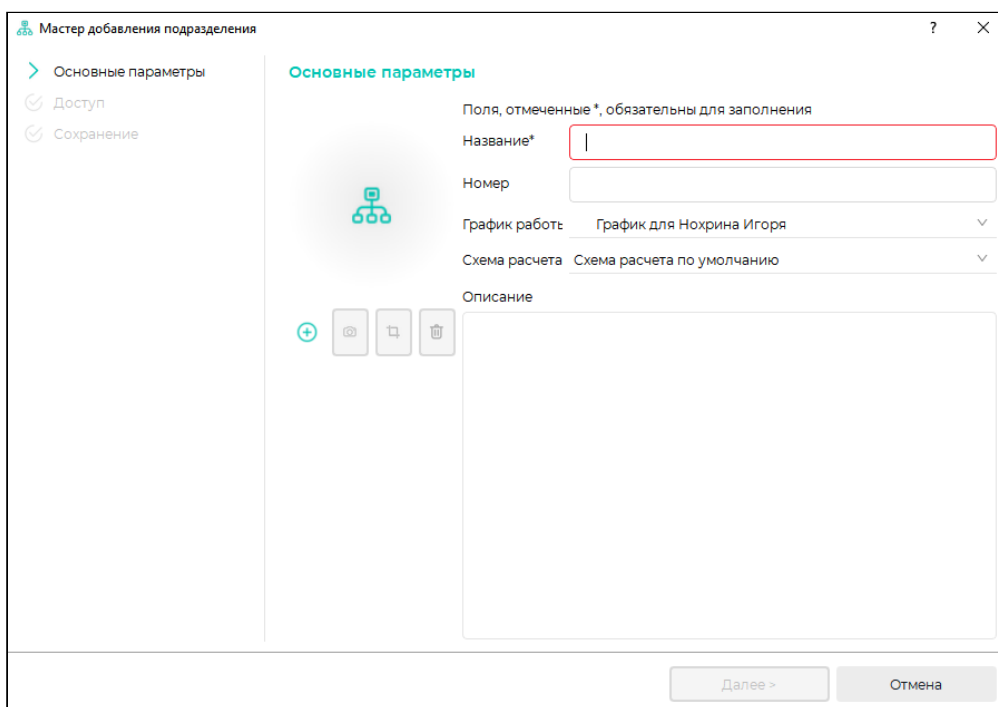 Мастер добавления подразделения
?
Основные параметры
Доступ
Сохранение
Основные параметры
Поля, отмеченные *, обязательны для заполнения
Название*
Номер
График работь График для Нохрина Игоря
Схема расчета Схема расчета по умолчанию
Описание
Далее >
Отмена